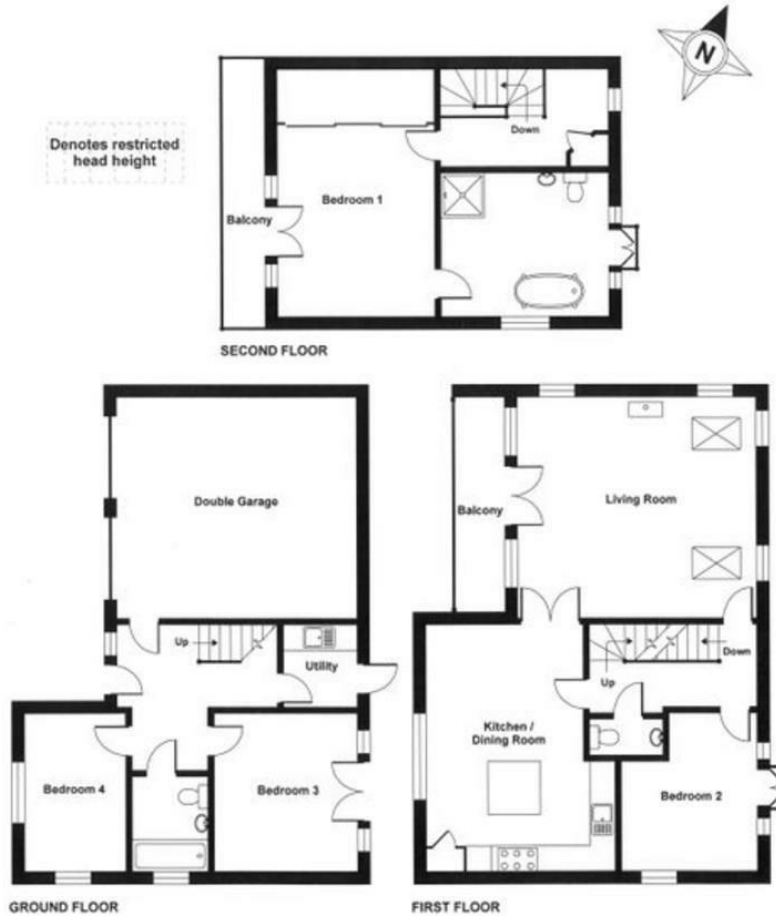 N
Denotes restricted
head height
Down
Bedroom 1
Balcony
SECOND FLOOR
Double Garage
Up
Utility
Bedroom 4
Bedroom 3
GROUND FLOOR
Living Room
Balcony
Down
Up
Kitchen /
Dining Room
Bedroom 2
FIRST FLOOR